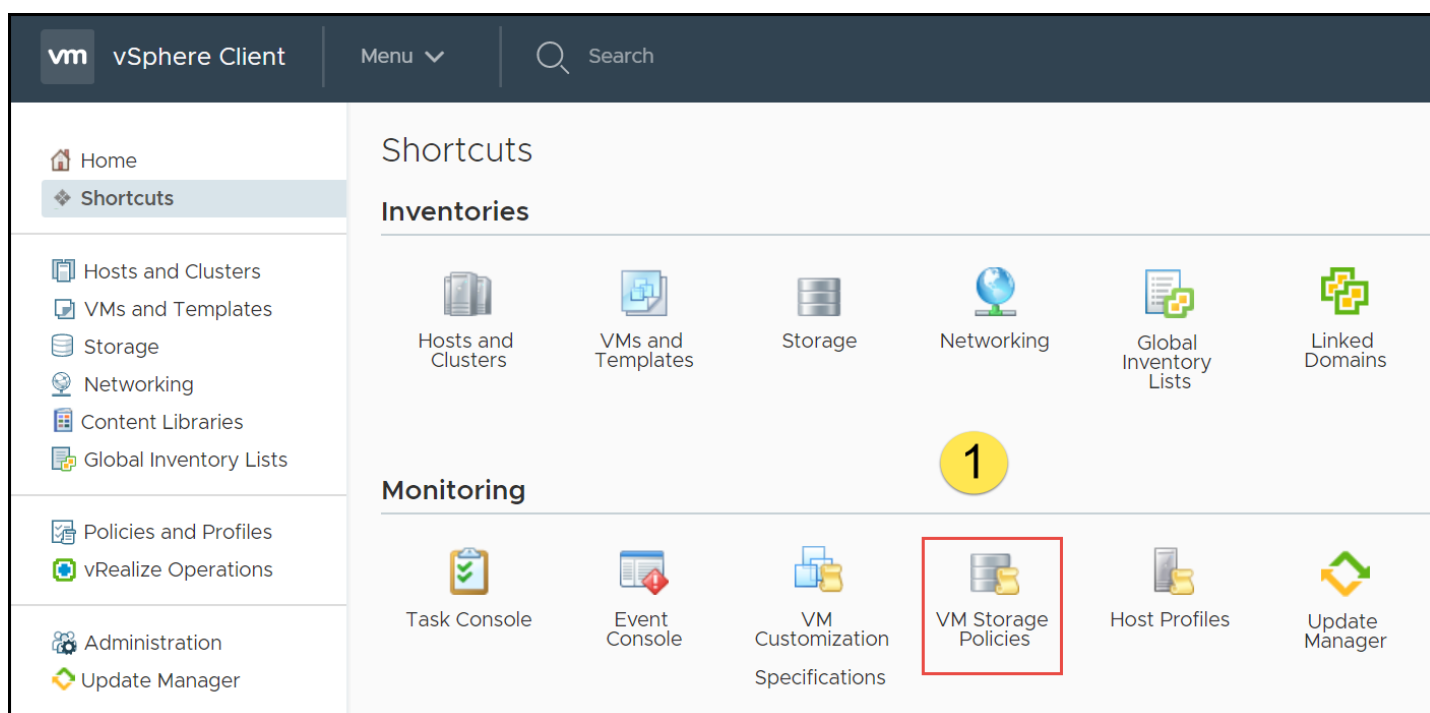 vm vSphere Client Menu Search
Home
Shortcuts
Hosts and Clusters
VMs and Templates
Storage
Networking
Content Libraries
Global Inventory Lists
Policies and Profiles
vRealize Operations
Administration
Update Manager
Shortcuts
Inventories
Hosts and
Clusters
VMs and
Templates
Storage
Networking
Global
Inventory
Lists
Linked
Domains
1
Monitoring
Task Console
Event
Console
VM
Customization
Specifications
VM Storage
Policies
Host Profiles
Update
Manager